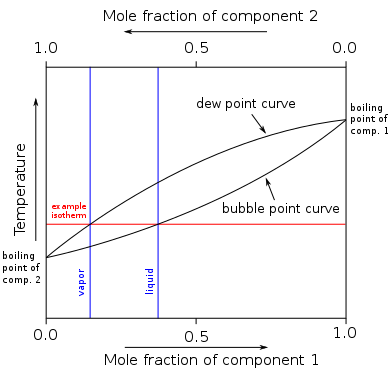 Mole fraction of component 2
1.0 0.5 0.0
dew point curve
boiling
point of
comp. 1
Temperature
example
isotherm
bubble point curve
boiling
point of
comp. 2
vapor
liquid
0.0 0.5 1.0
Mole fraction of component 1